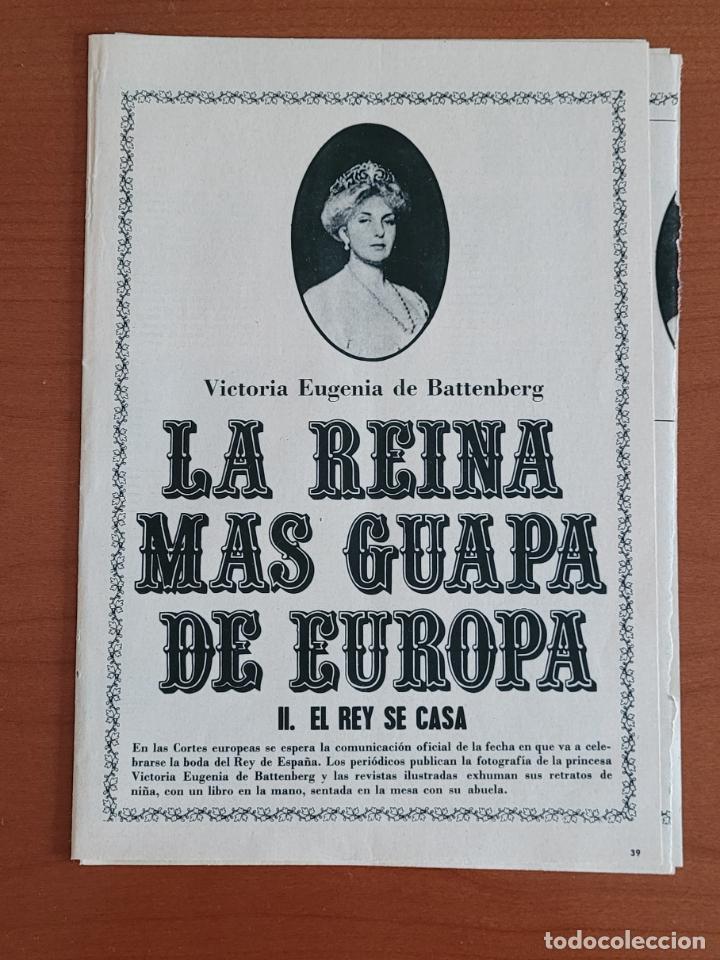 Victoria Eugenia de Battenberg
LA REINA
MAS GUAPA
DE EUROPA
II. EL REY SE CASA
En las Cortes europeas se espera la comunicación oficial de la fecha en que va a cele-
brarse la boda del Rey de España. Los periódicos publican la fotografía de la princesa
Victoria Eugenia de Battenberg y las revistas ilustradas exhuman sus retratos de
niña, con un libro en la mano, sentada en la mesa con su abuela.
39
todocoleccion